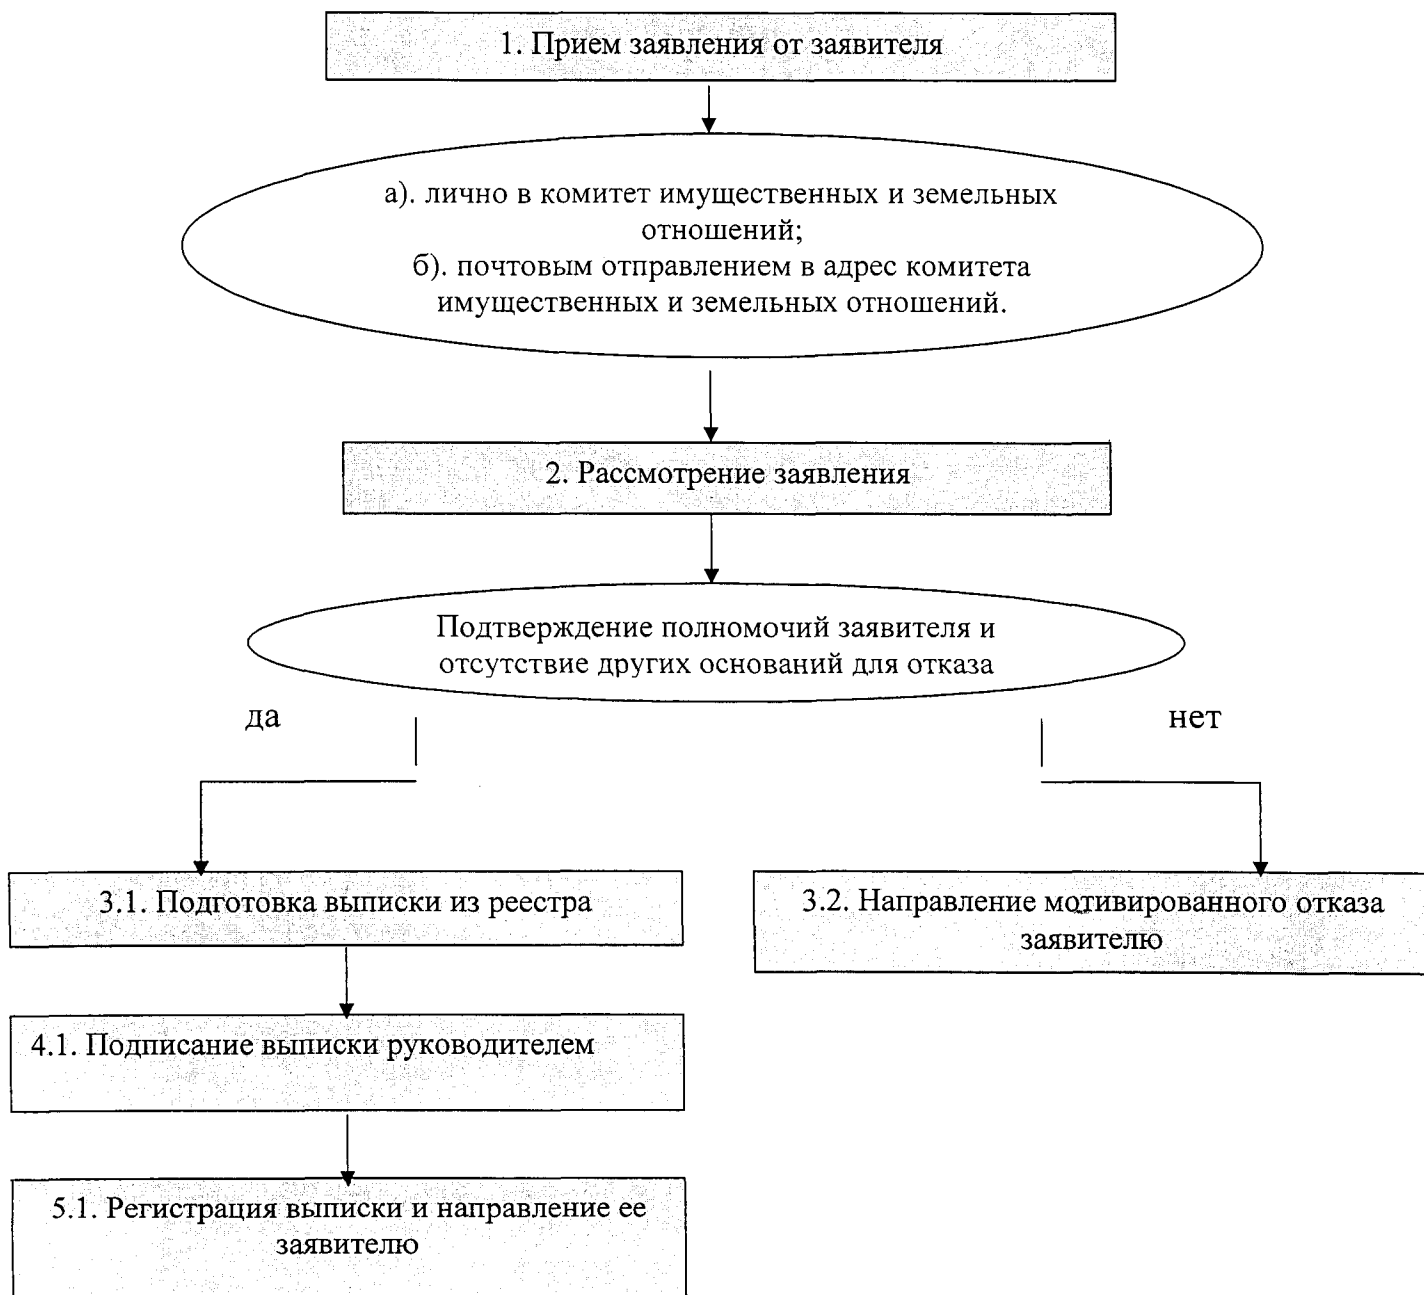 1. Прием заявления от заявителя
а). лично в комитет имущественных и земельных
отношений;
б). почтовым отправлением в адрес комитета
имущественных и земельных отношений.
2. Рассмотрение заявления
Подтверждение полномочий заявителя и
отсутствие других оснований для отказа
да
нет
3.1. Подготовка выписки из реестра
3.2. Направление мотивированного отказа
заявителю
4.1. Подписание выписки руководителем
5.1. Регистрация выписки и направление ее
заявителю